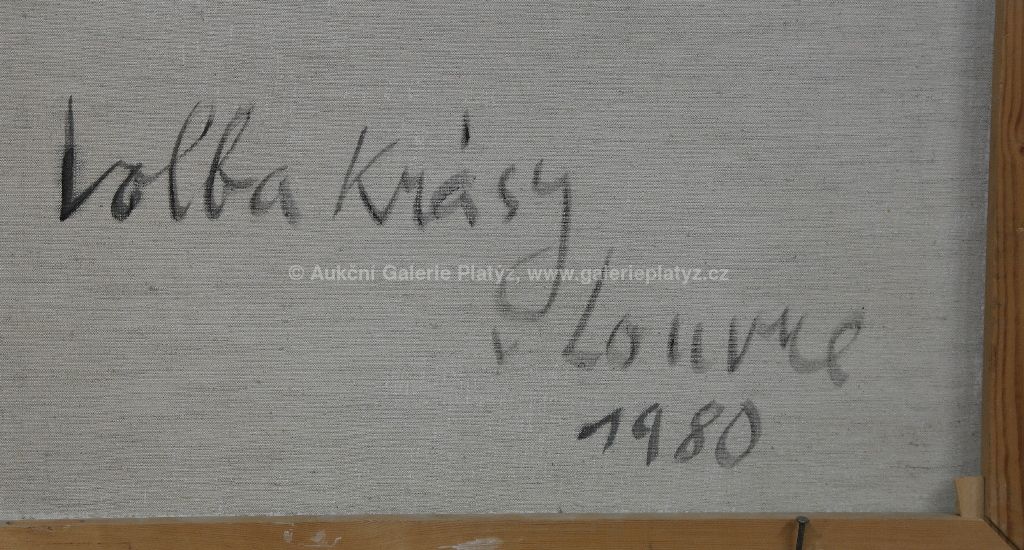 Volba Krásy
© Aukční Galerie Platýz, www.galerieplatyz.cz
v Louvre
1980